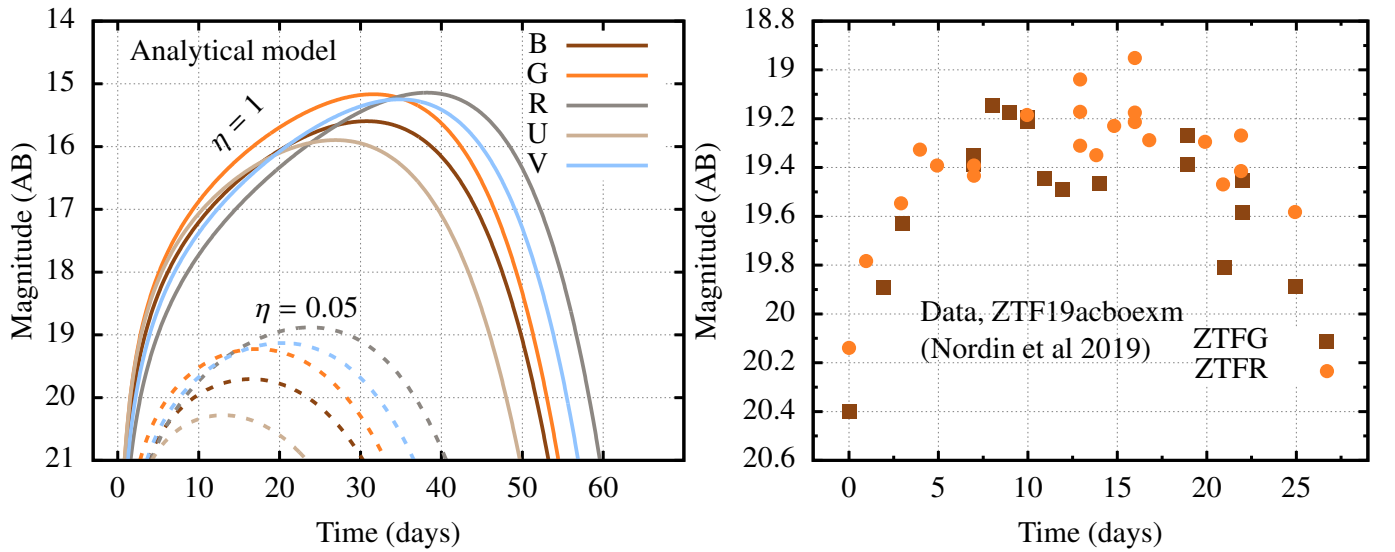 14
15
16
17
18
19
20
21
Magnitude (AB)
Analytical model
B
G
R
U
V
η = 1
η = 0.05
0
10
20
30
40
50
60
Time (days)
18.8
19
19.2
19.4
19.6
19.8
20
20.2
20.4
20.6
Magnitude (AB)
Data, ZTF19acboexm
(Nordin et al 2019)
ZTFG
ZTFR
0
5
10
15
20
25
Time (days)